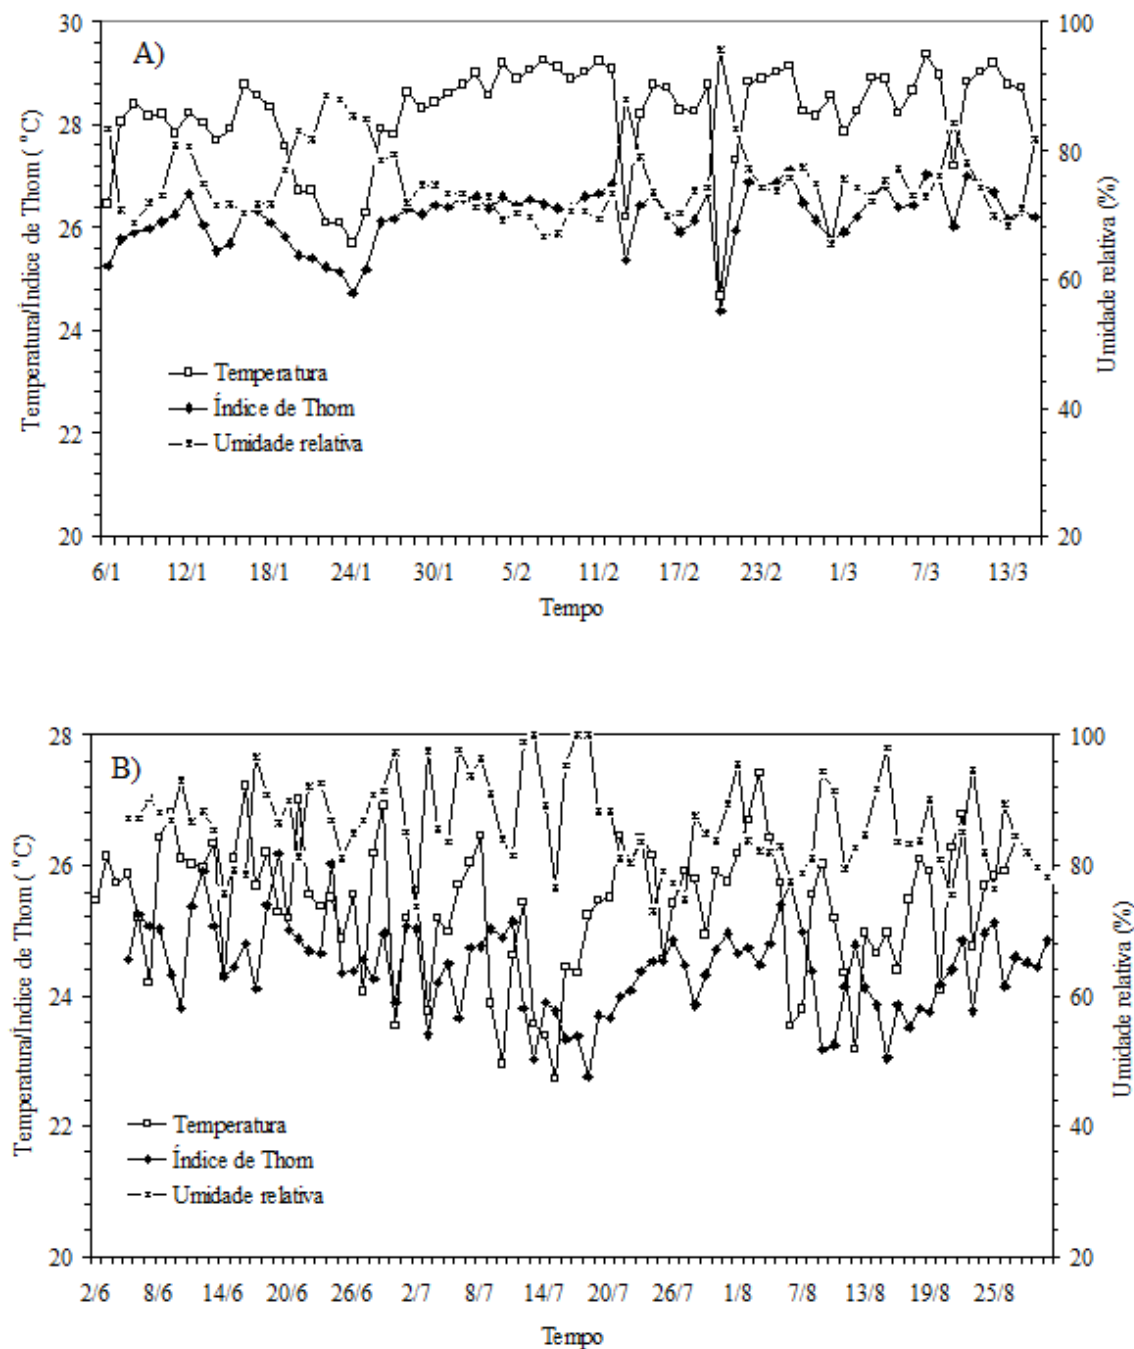 A)
Temperatura/Índice de Thom ( °C)
30
28
26
24
22
20
Temperatura
Índice de Thom
Umidade relativa
100
80
60
40
20
Umidade relativa (%)
6/1 12/1 18/1 24/1 30/1 5/2 11/2 17/2 23/2 1/3 7/3 13/3
Tempo
B)
Temperatura/Índice de Thom ( °C)
28
26
24
22
20
Temperatura
Índice de Thom
Umidade relativa
100
80
60
40
20
Umidade relativa (%)
2/6 8/6 14/6 20/6 26/6 2/7 8/7 14/7 20/7 26/7 1/8 7/8 13/8 19/8 25/8
Tempo